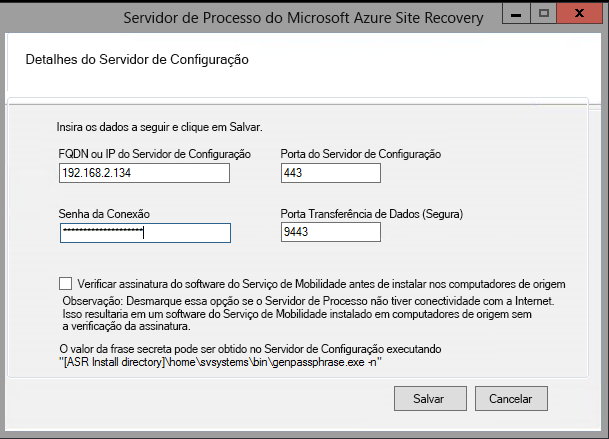 Servidor de Processo do Microsoft Azure Site Recovery
Detalhes do Servidor de Configuração
Insira os dados a seguir e clique em Salvar.
FQDN ou IP do Servidor de Configuração
Porta do Servidor de Configuração
192.168.2.134
443
Senha da Conexão
Porta Transferência de Dados (Segura)
********************
9443
Verificar assinatura do software do Serviço de Mobilidade antes de instalar nos computadores de origem
Observação: Desmarque essa opção se o Servidor de Processo não tiver conectividade com a Internet.
Isso resultaria em um software do Serviço de Mobilidade instalado em computadores de origem sem
a verificação da assinatura.
O valor da frase secreta pode ser obtido no Servidor de Configuração executando
"[ASR Install directory]\home\svsystems\bin\genpassphrase.exe -n"
Salvar
Cancelar